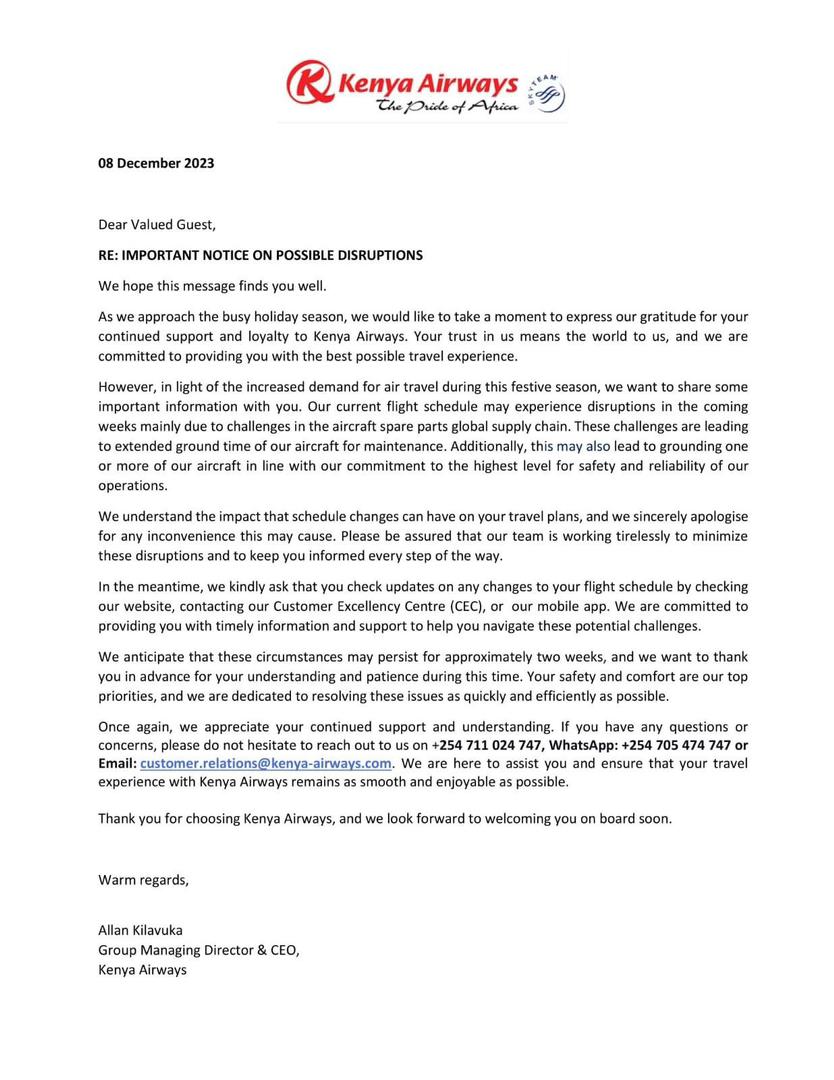 Kenya Airways
The Pride of Africa
SKYTEAM
08 December 2023
Dear Valued Guest,
RE: IMPORTANT NOTICE ON POSSIBLE DISRUPTIONS
We hope this message finds you well.
As we approach the busy holiday season, we would like to take a moment to express our gratitude for your
continued support and loyalty to Kenya Airways. Your trust in us means the world to us, and we are
committed to providing you with the best possible travel experience.
However, in light of the increased demand for air travel during this festive season, we want to share some
important information with you. Our current flight schedule may experience disruptions in the coming
weeks mainly due to challenges in the aircraft spare parts global supply chain. These challenges are leading
to extended ground time of our aircraft for maintenance. Additionally, this may also lead to grounding one
or more of our aircraft in line with our commitment to the highest level for safety and reliability of our
operations.
We understand the impact that schedule changes can have on your travel plans, and we sincerely apologise
for any inconvenience this may cause. Please be assured that our team is working tirelessly to minimize
these disruptions and to keep you informed every step of the way.
In the meantime, we kindly ask that you check updates on any changes to your flight schedule by checking
our website, contacting our Customer Excellency Centre (CEC), or  our mobile app. We are committed to
providing you with timely information and support to help you navigate these potential challenges.
We anticipate that these circumstances may persist for approximately two weeks, and we want to thank
you in advance for your understanding and patience during this time. Your safety and comfort are our top
priorities, and we are dedicated to resolving these issues as quickly and efficiently as possible.
Once again, we appreciate your continued support and understanding. If you have any questions or
concerns, please do not hesitate to reach out to us on +254 711 024 747, WhatsApp: +254 705 474 747 or
Email: customer.relations@kenya-airways.com. We are here to assist you and ensure that your travel
experience with Kenya Airways remains as smooth and enjoyable as possible.
Thank you for choosing Kenya Airways, and we look forward to welcoming you on board soon.
Warm regards,
Allan Kilavuka
Group Managing Director & CEO,
Kenya Airways